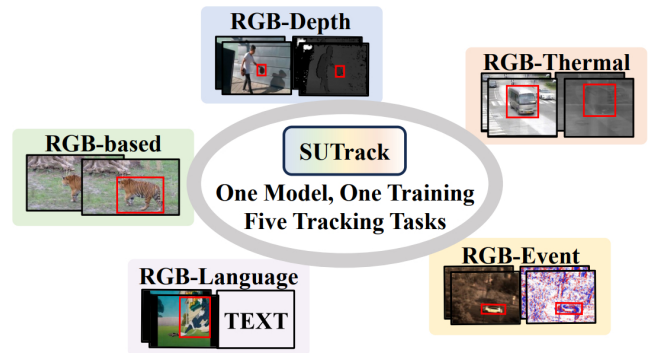 RGB-Depth
RGB-Thermal
RGB-based
SUTrack
One Model, One Training
Five Tracking Tasks
RGB-Language
TEXT
RGB-Event